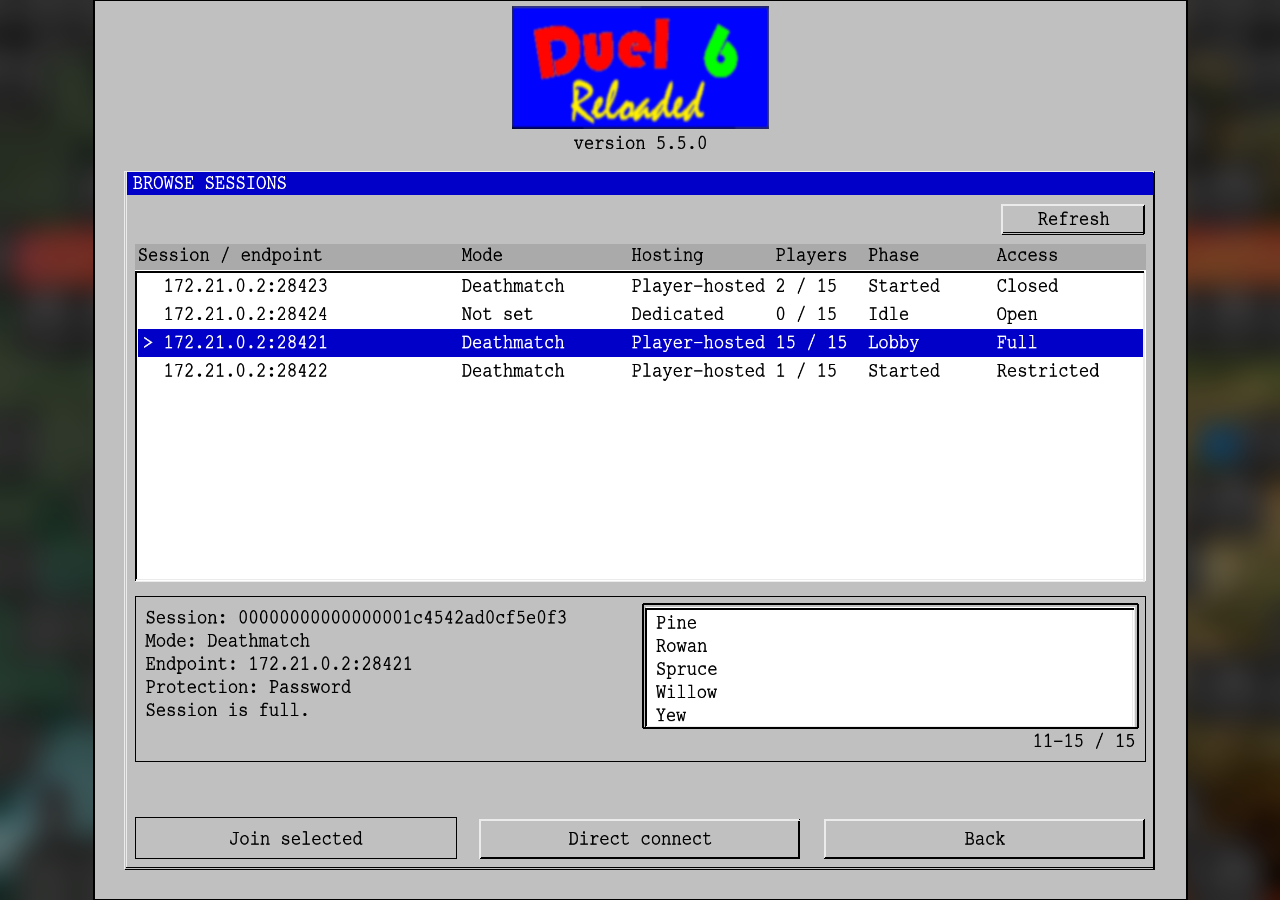 Duel 6
Reloaded
version 5.5.0
BROWSE SESSIONS
Refresh
Session / endpoint Mode Hosting Players Phase Access
172.21.0.2:28423 Deathmatch Player-hosted 2 / 15 Started Closed
172.21.0.2:28424 Not set Dedicated 0 / 15 Idle Open
> 172.21.0.2:28421 Deathmatch Player-hosted 15 / 15 Lobby Full
172.21.0.2:28422 Deathmatch Player-hosted 1 / 15 Started Restricted
Session: 00000000000000001c4542ad0cf5e0f3
Mode: Deathmatch
Endpoint: 172.21.0.2:28421
Protection: Password
Session is full.
Pine
Rowan
Spruce
Willow
Yew
11-15 / 15
Join selected Direct connect Back